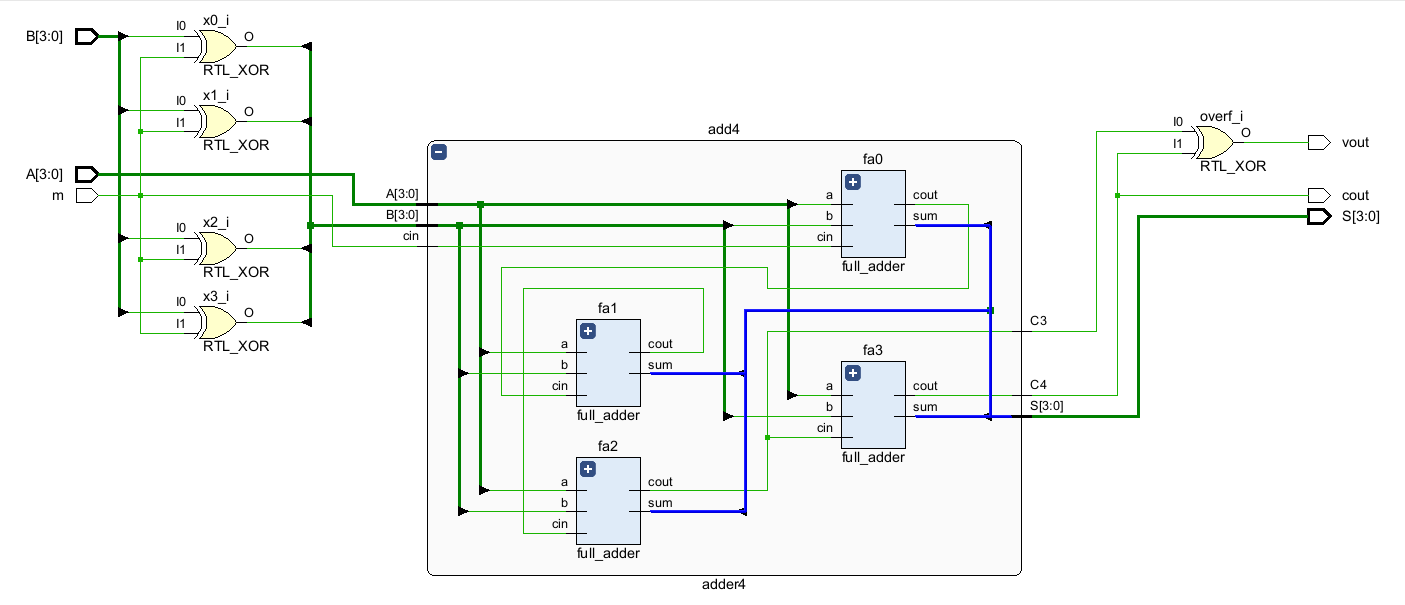 x0_i
B[3:0]
I0
I1
O
RTL_XOR
x1_i
I0
I1
O
RTL_XOR
A[3:0]
m
x2_i
I0
I1
O
RTL_XOR
x3_i
I0
I1
O
RTL_XOR
add4
A[3:0]
B[3:0]
cin
fa0
a
b
cin
cout
sum
full_adder
fa1
a
b
cin
cout
sum
full_adder
fa2
a
b
cin
cout
sum
full_adder
fa3
a
b
cin
cout
sum
full_adder
C3
C4
S[3:0]
adder4
overf_i
I0
I1
O
RTL_XOR
vout
cout
S[3:0]